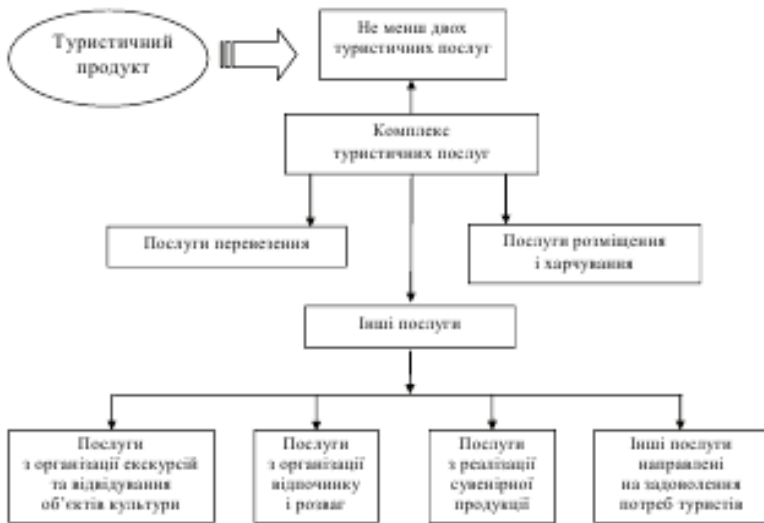 Туристичний
продукт
Не менш двох
туристичних послуг
Комплекс
туристичних послуг
Послуги перевезення
Послуги розміщення
і харчування
Інші послуги
Послуги
з організації екскурсій
та відвідування
об'єктів культури
Послуги
з організації
відпочинку
і розваг
Послуги
з реалізації
сувенірної
продукції
Інші послуги
направлені
на задоволення
потреб туристів